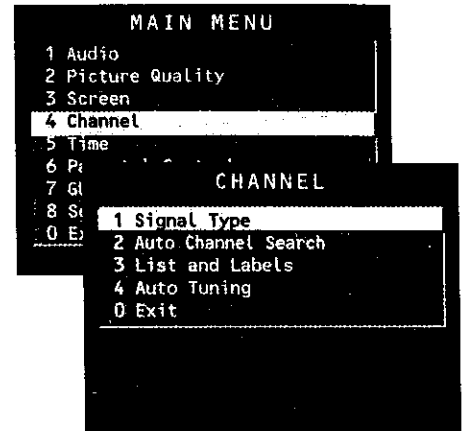 MAIN MENU
1 Audio
2 Picture Quality
3 Screen
4 Channel
5 Time
6
7
8
0
CHANNEL
1 Signal Type
2 Auto Channel Search
3 List and Labels
4 Auto Tuning
0 Exit